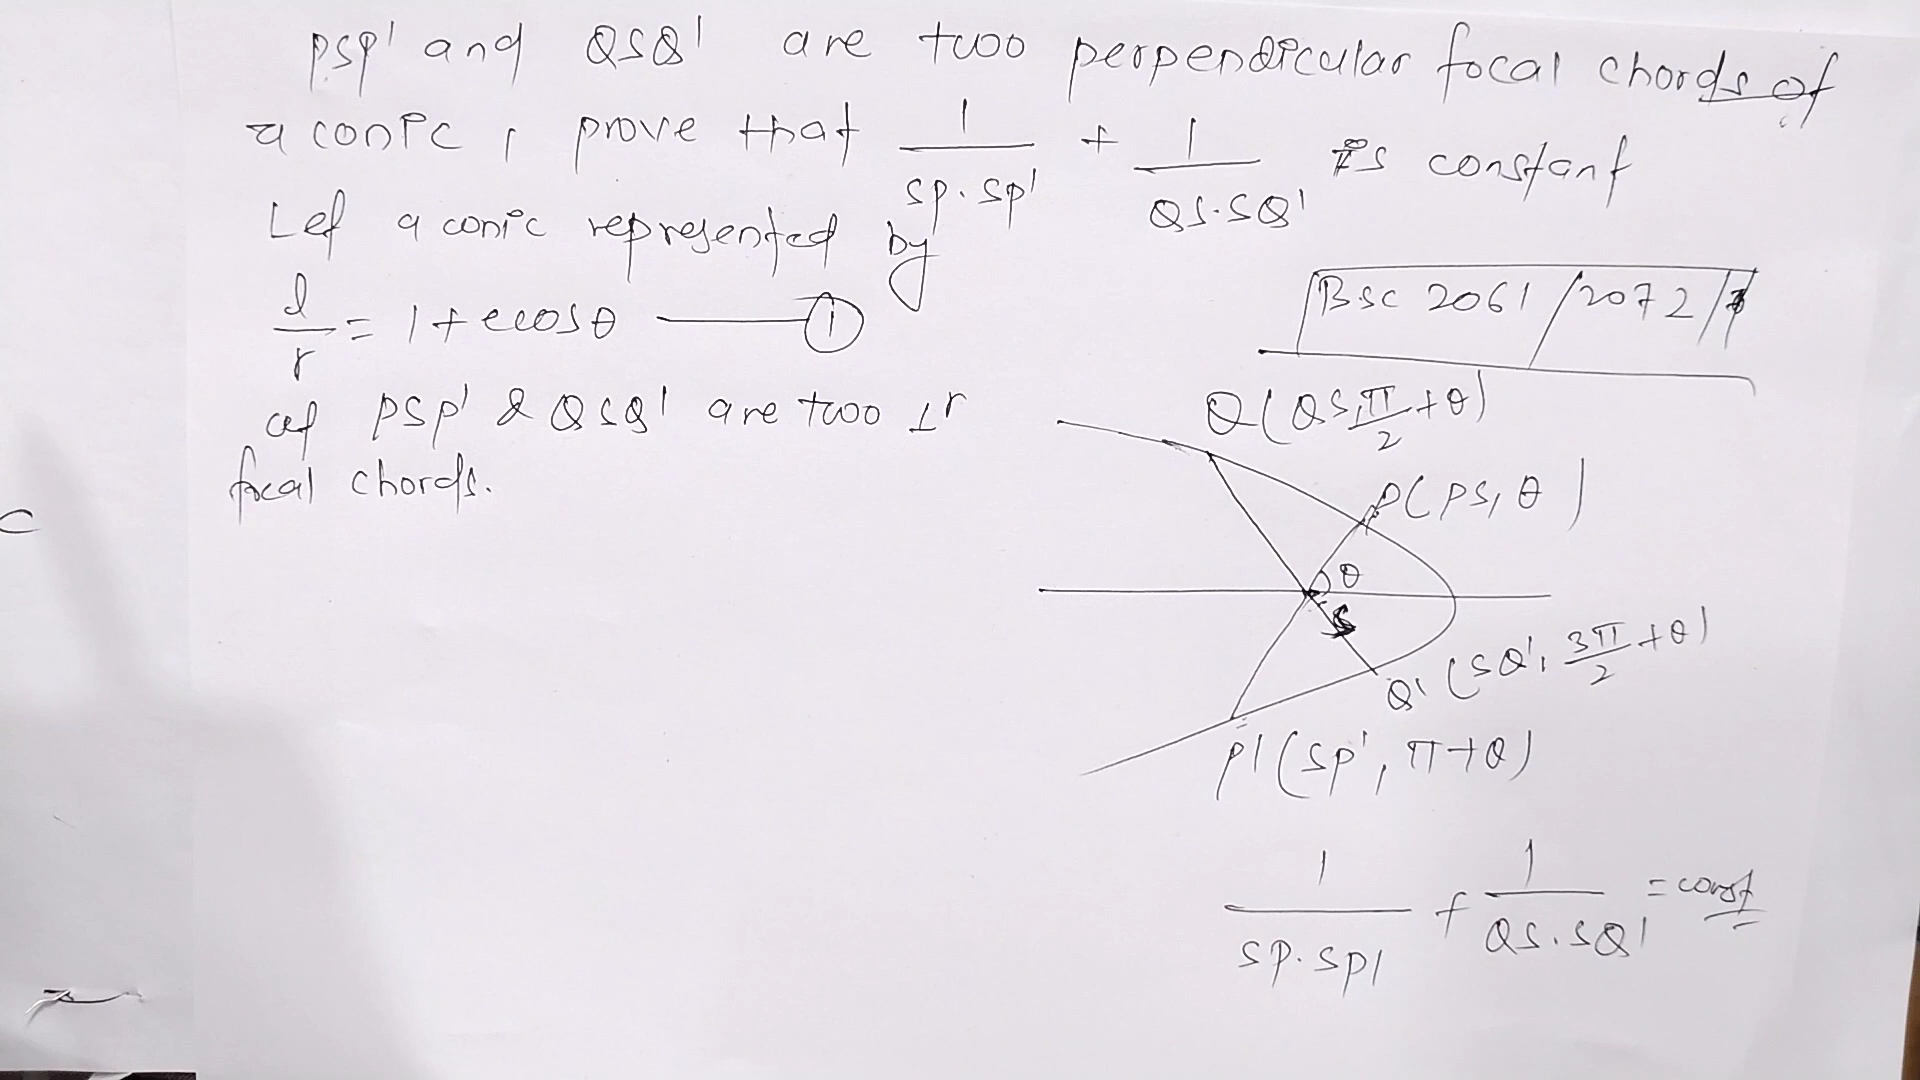 PSP' and QSQ' are two perpendicular focal chords of
a conic, prove that 1/SP.SP' + 1/QS.SQ' is constant
Let a conic represented by
l/r = 1+ecosθ — ①
BSC 2061/2072/
let PSP' & QSQ' are two ⊥r
focal chords.
Q(QS, π/2+θ)
P(PS, θ)
θ
S
Q'(SQ', 3π/2+θ)
P'(SP', π+θ)
1/SP.SP' + 1/QS.SQ' = const